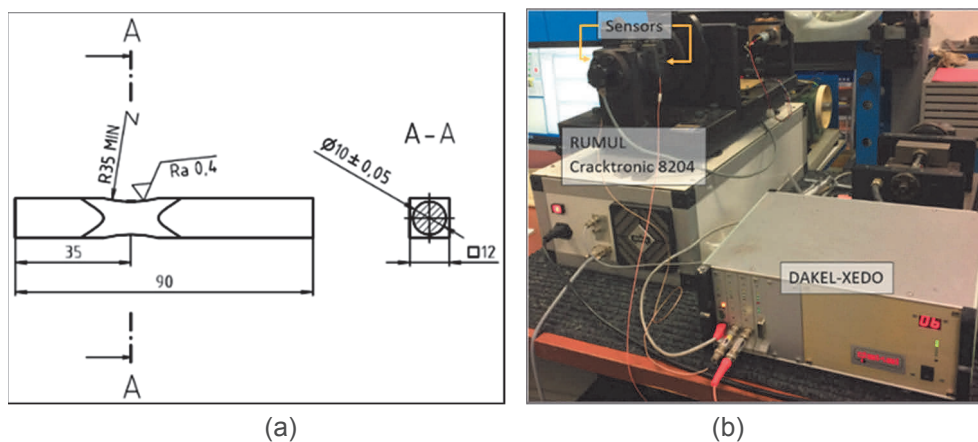 A
R35 MIN
Ra 0,4
35
90
A
A-A
Ø10±0,05
□12
(a)
Sensors
RUMUL
Cracktronic 8204
DAKEL-XEDO
06
(b)